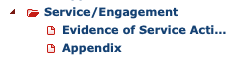 Service/Engagement
Evidence of Service Acti...
Appendix